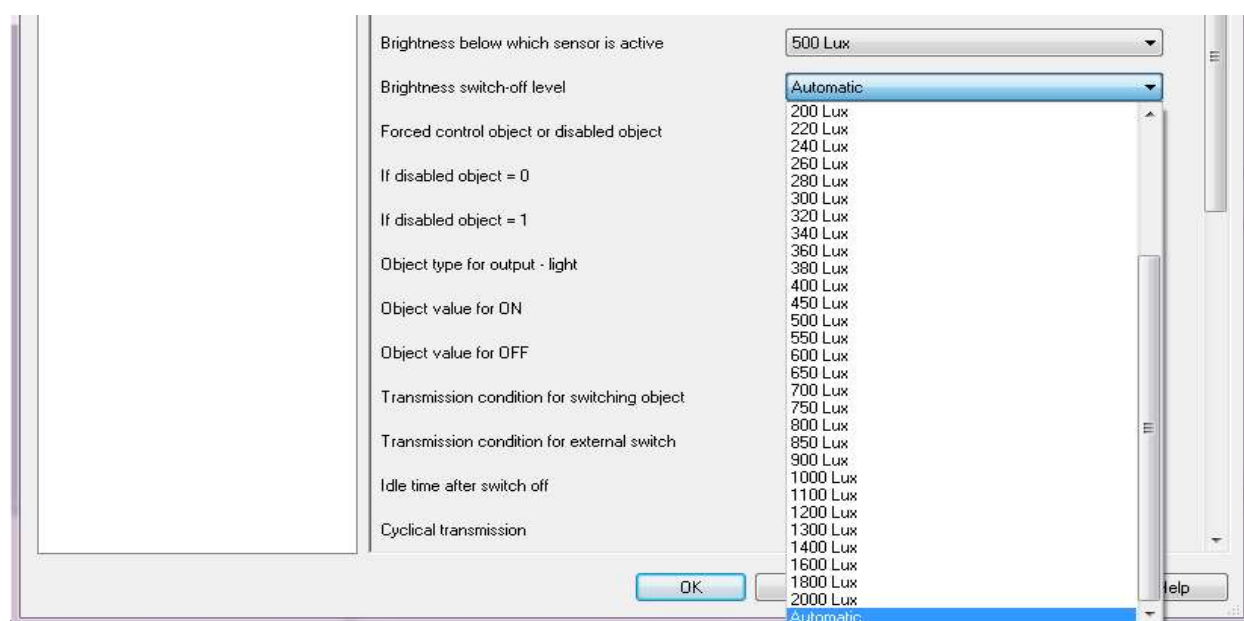 Brightness below which sensor is active 500 Lux
Brightness switch-off level Automatic
200 Lux
220 Lux
Forced control object or disabled object
240 Lux
260 Lux
If disabled object = 0
280 Lux
300 Lux
If disabled object = 1
320 Lux
340 Lux
360 Lux
Object type for output - light
380 Lux
400 Lux
450 Lux
Object value for ON
500 Lux
550 Lux
Object value for OFF
600 Lux
650 Lux
700 Lux
Transmission condition for switching object
750 Lux
800 Lux
Transmission condition for external switch
850 Lux
900 Lux
1000 Lux
Idle time after switch off
1100 Lux
1200 Lux
Cyclical transmission
1300 Lux
1400 Lux
1600 Lux
OK
1800 Lux
Help
2000 Lux
Automatic